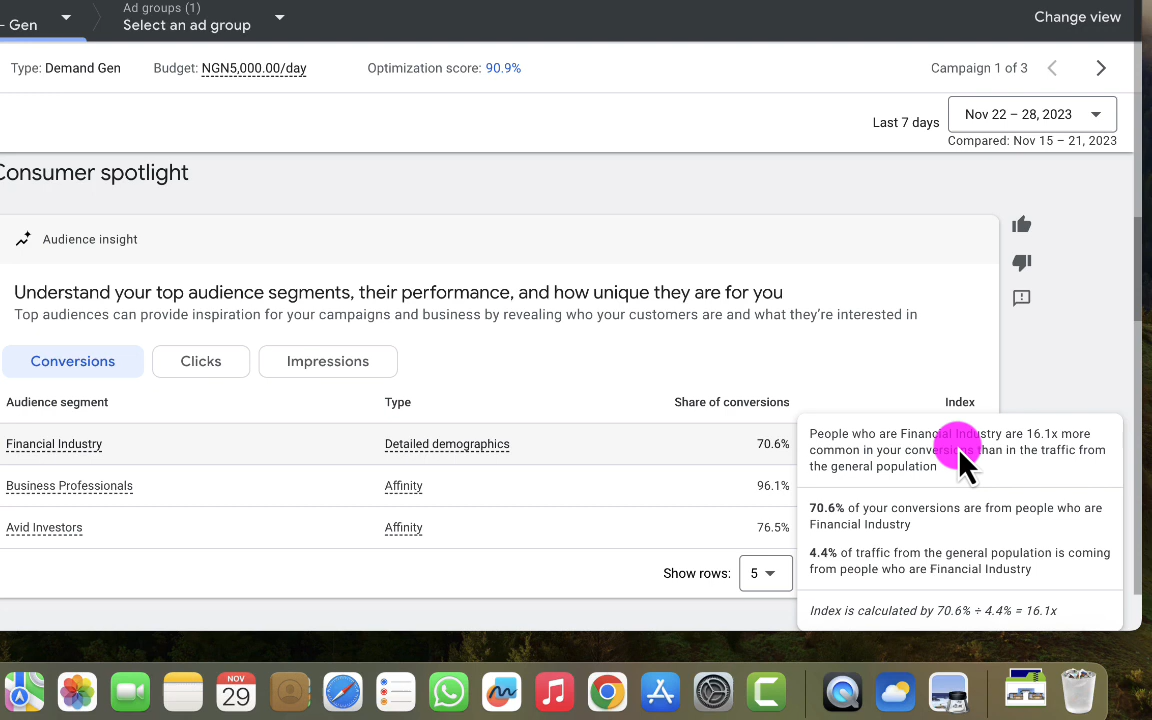 Ad groups (1)
- Gen
Select an ad group
Change view
Type: Demand Gen
Budget: NGN5,000.00/day
Optimization score: 90.9%
Campaign 1 of 3
Last 7 days
Nov 22 – 28, 2023
Compared: Nov 15 – 21, 2023
Consumer spotlight
Audience insight
Understand your top audience segments, their performance, and how unique they are for you
Top audiences can provide inspiration for your campaigns and business by revealing who your customers are and what they're interested in
Conversions
Clicks
Impressions
Audience segment
Type
Share of conversions
Index
Financial Industry
Detailed demographics
70.6%
Business Professionals
Affinity
96.1%
Avid Investors
Affinity
76.5%
Show rows:
5
People who are Financial Industry are 16.1x more
common in your conversions than in the traffic from
the general population
70.6% of your conversions are from people who are
Financial Industry
4.4% of traffic from the general population is coming
from people who are Financial Industry
Index is calculated by 70.6% ÷ 4.4% = 16.1x
NOV
29